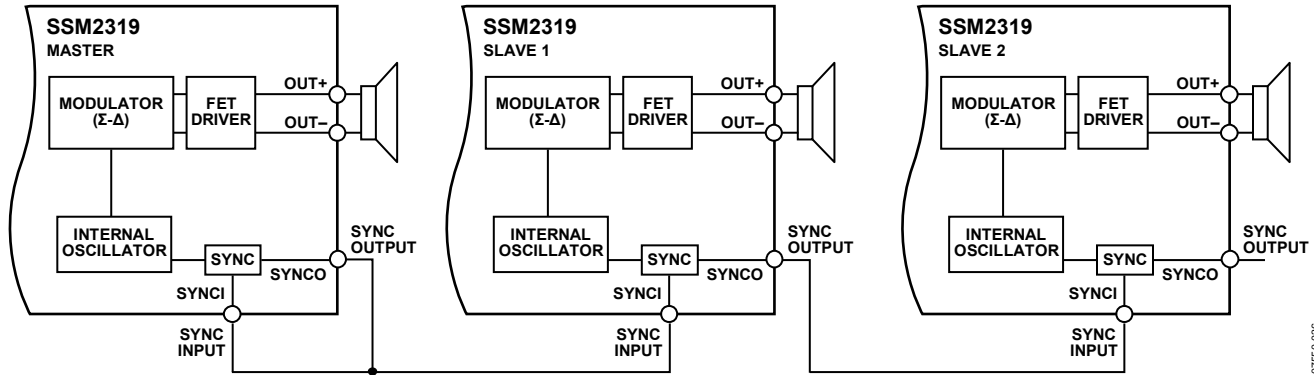 SSM2319
MASTER
MODULATOR
(Σ-Δ)
FET
DRIVER
OUT+
OUT–
INTERNAL
OSCILLATOR
SYNC
SYNCO
SYNC
OUTPUT
SYNCI
SYNC
INPUT
SSM2319
SLAVE 1
MODULATOR
(Σ-Δ)
FET
DRIVER
OUT+
OUT–
INTERNAL
OSCILLATOR
SYNC
SYNCO
SYNC
OUTPUT
SYNCI
SYNC
INPUT
SSM2319
SLAVE 2
MODULATOR
(Σ-Δ)
FET
DRIVER
OUT+
OUT–
INTERNAL
OSCILLATOR
SYNC
SYNCO
SYNC
OUTPUT
SYNCI
SYNC
INPUT